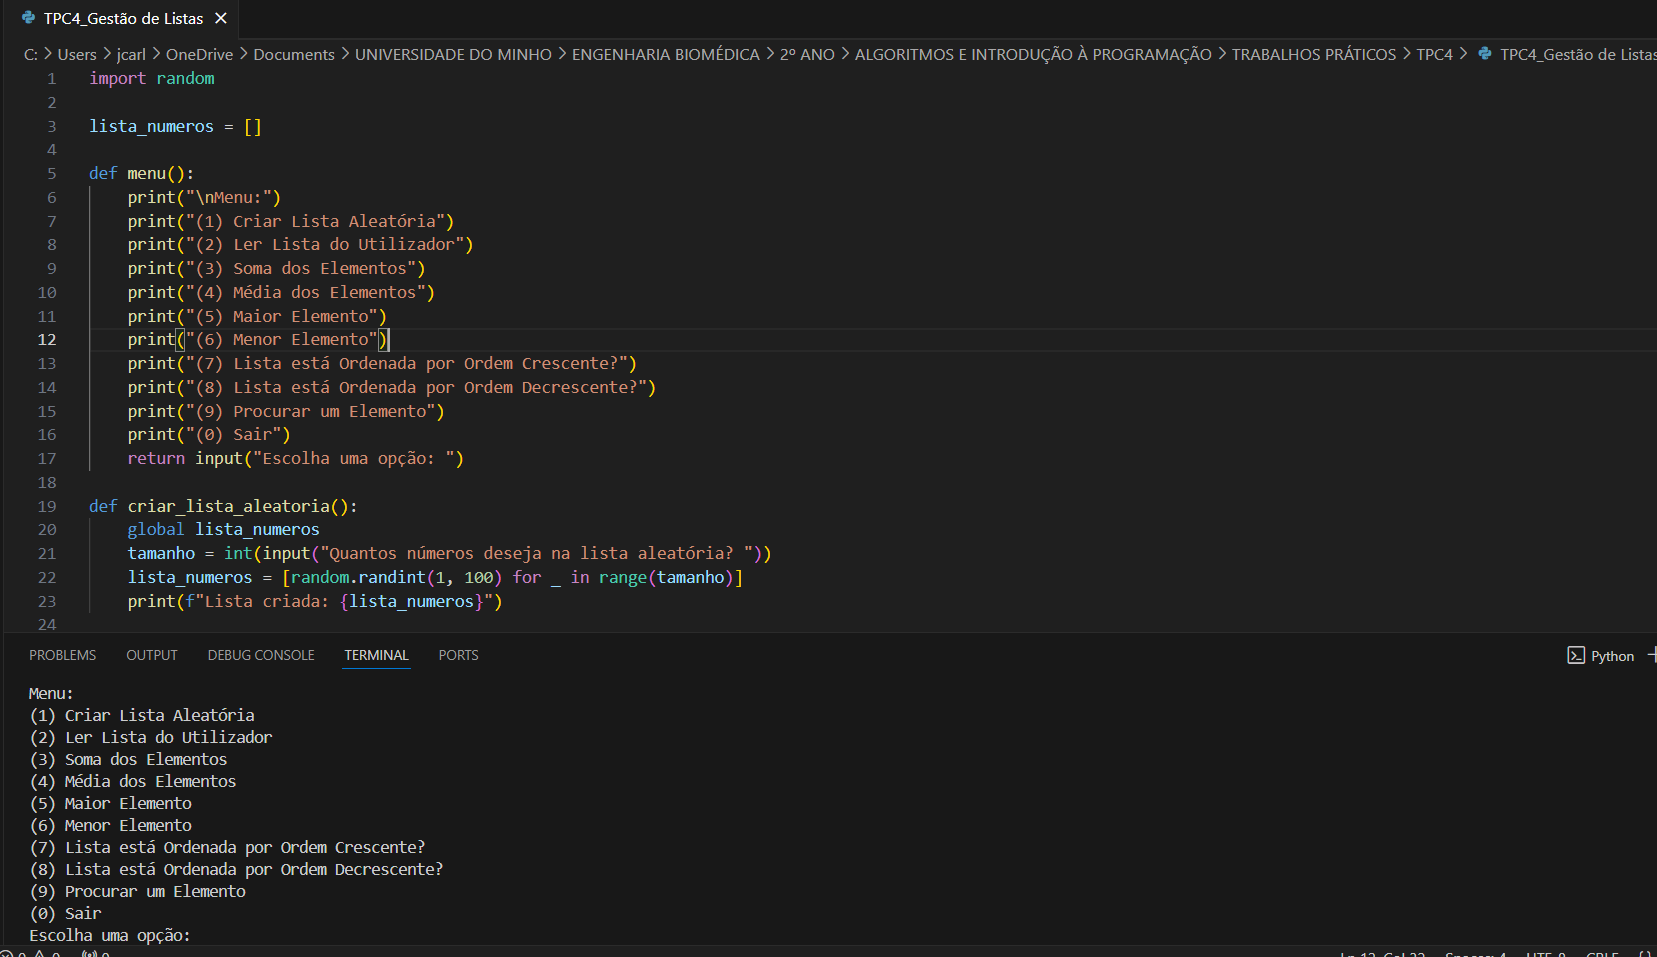 TPC4_Gestão de Listas
C: > Users > jcarl > OneDrive > Documents > UNIVERSIDADE DO MINHO > ENGENHARIA BIOMÉDICA > 2º ANO > ALGORITMOS E INTRODUÇÃO À PROGRAMAÇÃO > TRABALHOS PRÁTICOS > TPC4 > TPC4_Gestão de Listas
1 import random
2
3 lista_numeros = []
4
5 def menu():
6 print("\nMenu:")
7 print("(1) Criar Lista Aleatória")
8 print("(2) Ler Lista do Utilizador")
9 print("(3) Soma dos Elementos")
10 print("(4) Média dos Elementos")
11 print("(5) Maior Elemento")
12 print("(6) Menor Elemento")
13 print("(7) Lista está Ordenada por Ordem Crescente?")
14 print("(8) Lista está Ordenada por Ordem Decrescente?")
15 print("(9) Procurar um Elemento")
16 print("(0) Sair")
17 return input("Escolha uma opção: ")
18
19 def criar_lista_aleatoria():
20 global lista_numeros
21 tamanho = int(input("Quantos números deseja na lista aleatória? "))
22 lista_numeros = [random.randint(1, 100) for _ in range(tamanho)]
23 print(f"Lista criada: {lista_numeros}")
24
PROBLEMS OUTPUT DEBUG CONSOLE TERMINAL PORTS Python
Menu:
(1) Criar Lista Aleatória
(2) Ler Lista do Utilizador
(3) Soma dos Elementos
(4) Média dos Elementos
(5) Maior Elemento
(6) Menor Elemento
(7) Lista está Ordenada por Ordem Crescente?
(8) Lista está Ordenada por Ordem Decrescente?
(9) Procurar um Elemento
(0) Sair
Escolha uma opção: